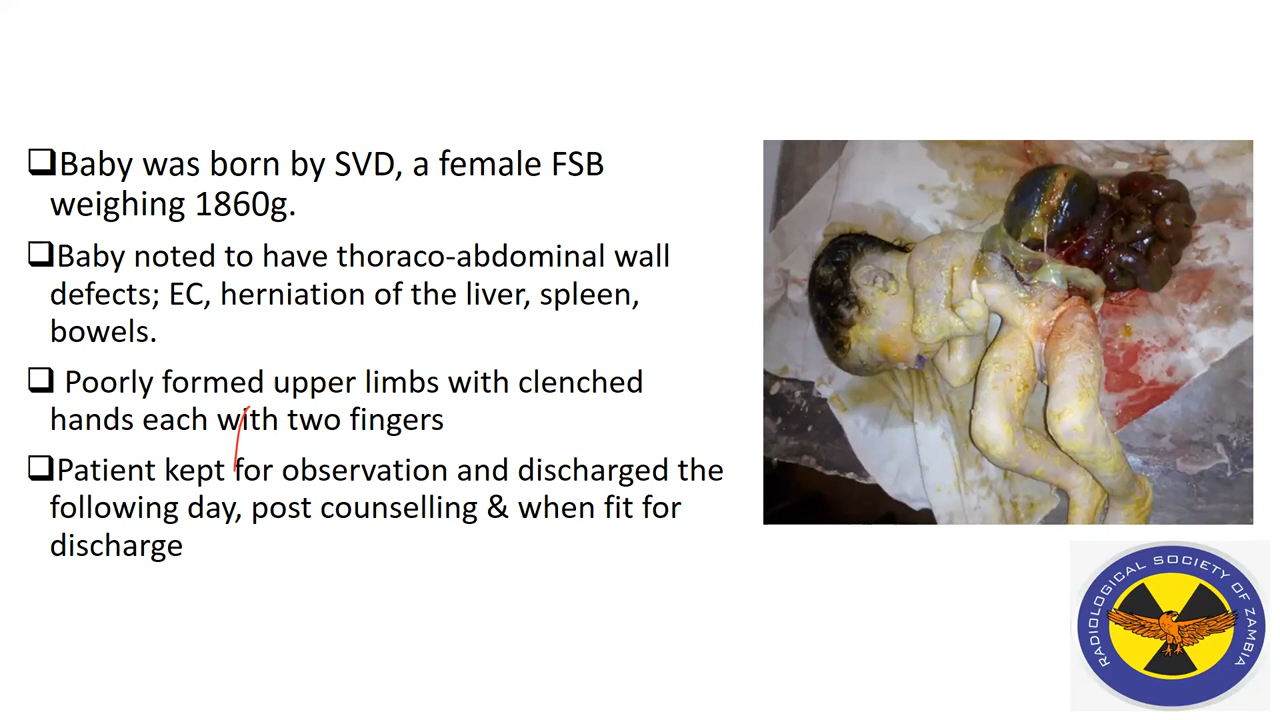 Baby was born by SVD, a female FSB
weighing 1860g.
Baby noted to have thoraco-abdominal wall
defects; EC, herniation of the liver, spleen,
bowels.
Poorly formed upper limbs with clenched
hands each with two fingers
Patient kept for observation and discharged the
following day, post counselling & when fit for
discharge
RADIOLOGICAL SOCIETY OF ZAMBIA